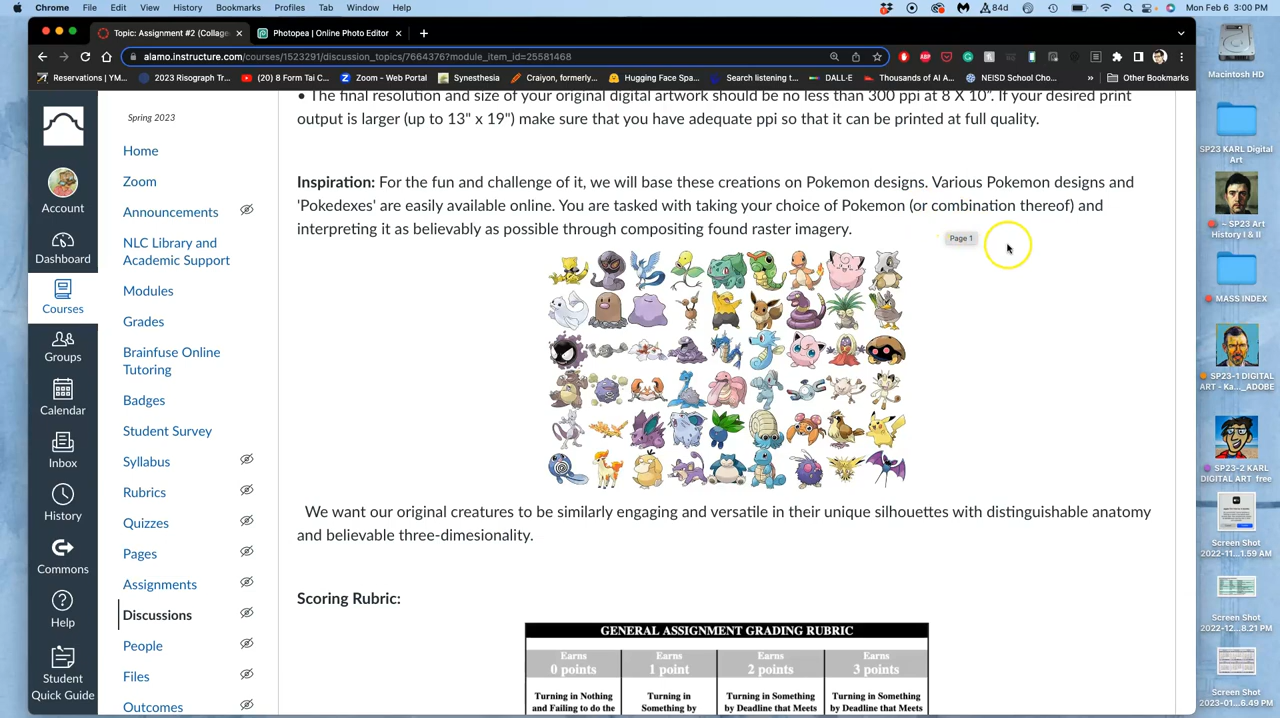 Chrome File Edit View History Bookmarks Profiles Tab Window Help 84d Mon Feb 6 3:00 PM
Topic: Assignment #2 (Collage Photopea | Online Photo Editor
alamo.instructure.com/courses/1523291/discussion_topics/7664376?module_item_id=25581468
Reservations | YM... 2023 Risograph Tr... (20) 8 Form Tai C... Zoom - Web Portal Synesthesia Craiyon, formerly... Hugging Face Spa... Search listening t... DALL·E Thousands of AI A... NEISD School Cho... » Other Bookmarks
Spring 2023
Home
Zoom
Announcements
NLC Library and
Academic Support
Modules
Grades
Brainfuse Online
Tutoring
Badges
Student Survey
Syllabus
Rubrics
Quizzes
Pages
Assignments
Discussions
People
Files
Outcomes
Account
Dashboard
Courses
Groups
Calendar
Inbox
History
Commons
Help
Student
Quick Guide
• The final resolution and size of your original digital artwork should be no less than 300 ppi at 8 X 10". If your desired print
output is larger (up to 13" x 19") make sure that you have adequate ppi so that it can be printed at full quality.
Inspiration: For the fun and challenge of it, we will base these creations on Pokemon designs. Various Pokemon designs and
'Pokedexes' are easily available online. You are tasked with taking your choice of Pokemon (or combination thereof) and
interpreting it as believably as possible through compositing found raster imagery.
Page 1
We want our original creatures to be similarly engaging and versatile in their unique silhouettes with distinguishable anatomy
and believable three-dimesionality.
Scoring Rubric:
GENERAL ASSIGNMENT GRADING RUBRIC
Earns Earns Earns Earns
0 points 1 point 2 points 3 points
Turning in Nothing Turning in Turning in Something Turning in Something
and Failing to do the Something by by Deadline that Meets by Deadline that Meets
Macintosh HD
SP23 KARL Digital
Art
~ SP23 Art
History I & II
MASS INDEX
SP23-1 DIGITAL
ART - Ka..._ADOBE
SP23-2 KARL
DIGITAL ART free
Screen Shot
2022-11...1.59 AM
Screen Shot
2022-12...8.21 PM
Screen Shot
2023-01...6.49 PM